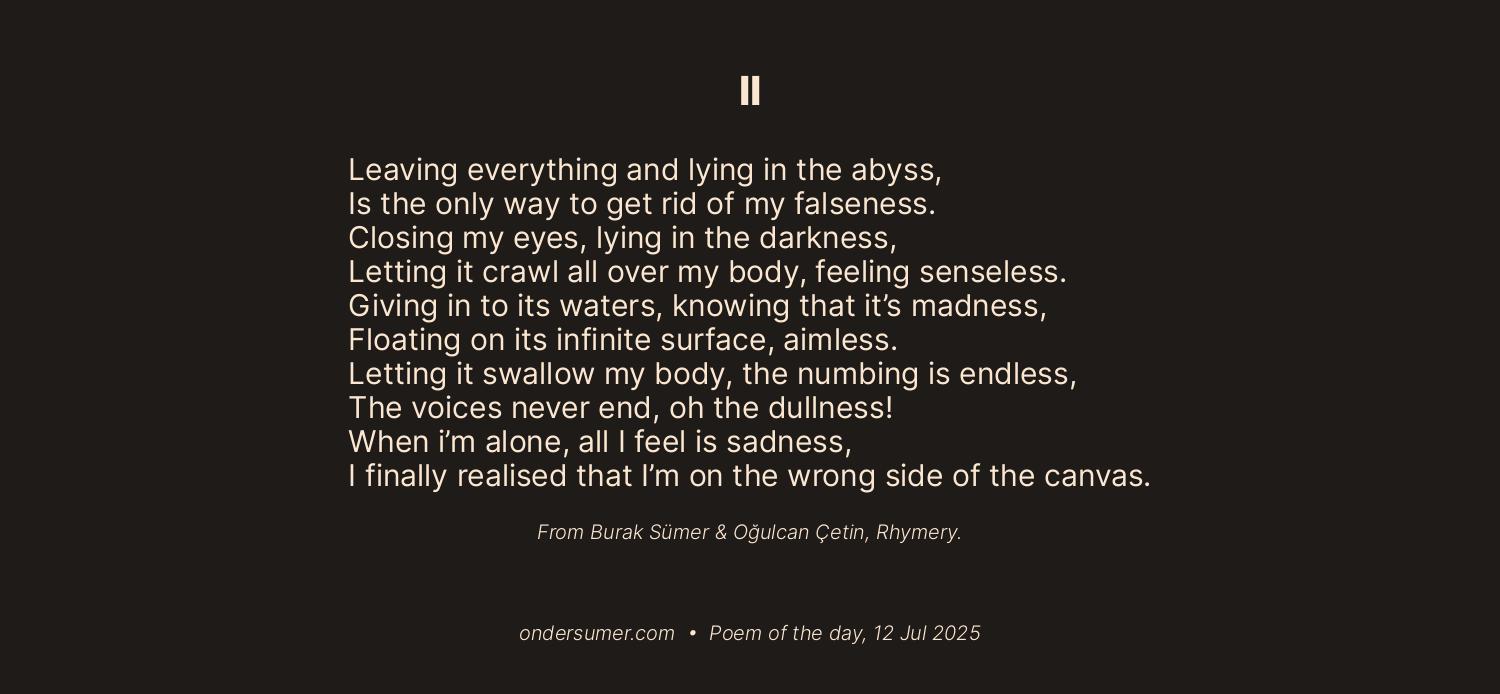 II
Leaving everything and lying in the abyss,
Is the only way to get rid of my falseness.
Closing my eyes, lying in the darkness,
Letting it crawl all over my body, feeling senseless.
Giving in to its waters, knowing that it’s madness,
Floating on its infinite surface, aimless.
Letting it swallow my body, the numbing is endless,
The voices never end, oh the dullness!
When i’m alone, all I feel is sadness,
I finally realised that I’m on the wrong side of the canvas.
From Burak Sümer & Oğulcan Çetin, Rhymery.
ondersumer.com • Poem of the day, 12 Jul 2025